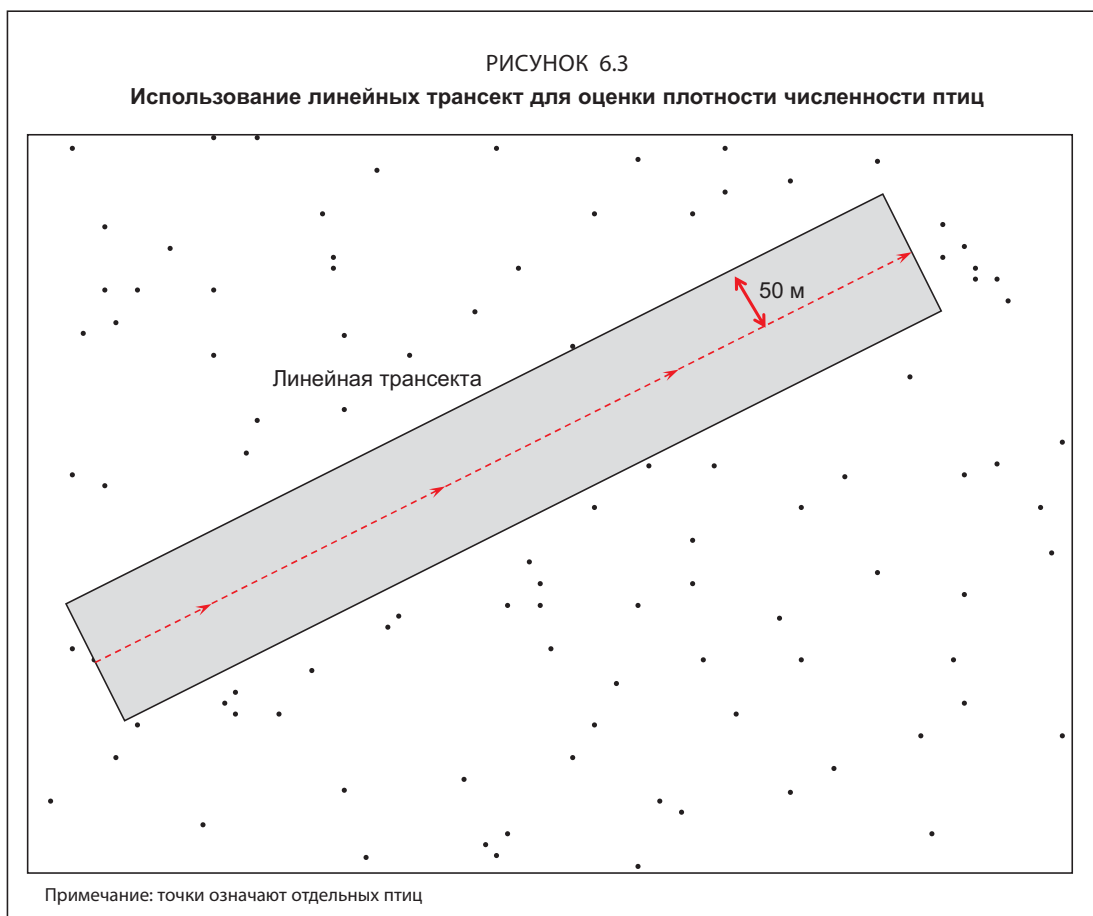 РИСУНОК 6.3
Использование линейных трансект для оценки плотности численности птиц
50 м
Линейная трансекта
Примечание: точки означают отдельных птиц